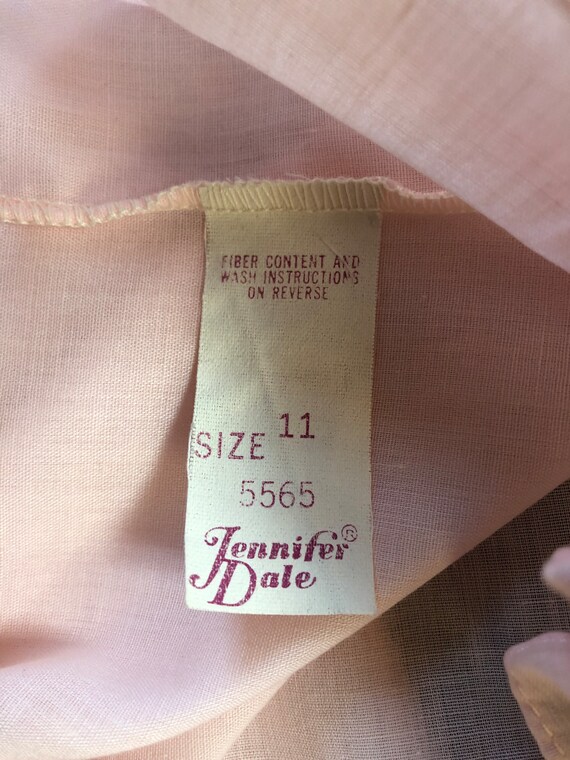 FIBER CONTENT AND
WASH INSTRUCTIONS
ON REVERSE
SIZE 11
5565
Jennifer®
Dale